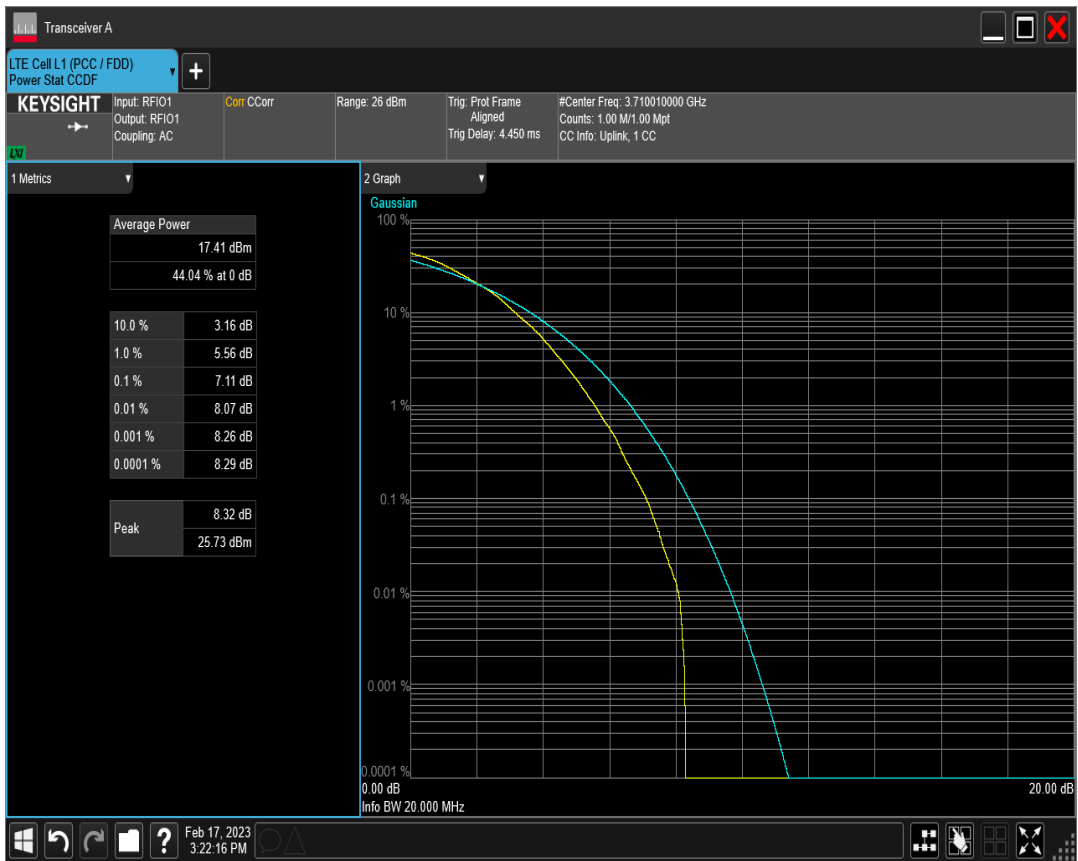 Transceiver A
LTE Cell L1 (PCC / FDD)
Power Stat CCDF
KEYSIGHT
LXI
Input: RFIO1
Output: RFIO1
Coupling: AC
Corr CCorr
Range: 26 dBm
Trig: Prot Frame
Aligned
Trig Delay: 4.450 ms
#Center Freq: 3.710010000 GHz
Counts: 1.00 M/1.00 Mpt
CC Info: Uplink, 1 CC
1 Metrics
Average Power
17.41 dBm
44.04 % at 0 dB
10.0 % 3.16 dB
1.0 % 5.56 dB
0.1 % 7.11 dB
0.01 % 8.07 dB
0.001 % 8.26 dB
0.0001 % 8.29 dB
Peak
8.32 dB
25.73 dBm
2 Graph
Gaussian
100 %
10 %
1 %
0.1 %
0.01 %
0.001 %
0.0001 %
0.00 dB 20.00 dB
Info BW 20.000 MHz
Feb 17, 2023
3:22:16 PM